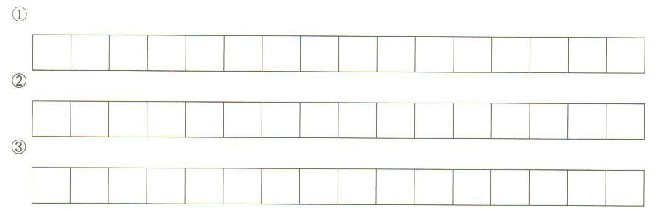 ①
②
③